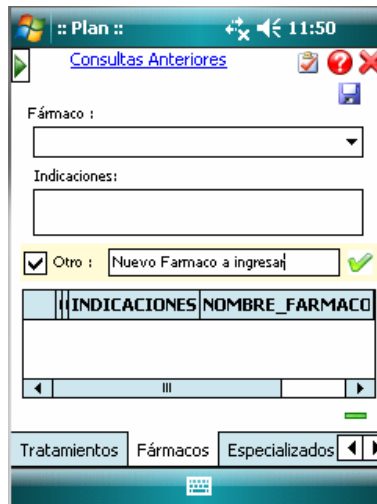 :: Plan :: 11:50
Consultas Anteriores
Fármaco :
Indicaciones:
Otro : Nuevo Farmaco a ingresar
INDICACIONES NOMBRE_FARMACO
Tratamientos Fármacos Especializados